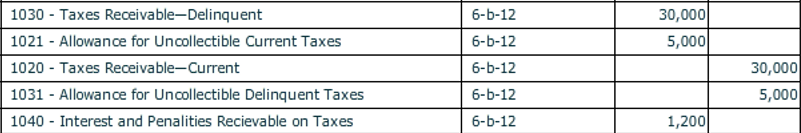 1030 - Taxes Receivable—Delinquent 6-b-12 30,000
1021 - Allowance for Uncollectible Current Taxes 6-b-12 5,000
1020 - Taxes Receivable—Current 6-b-12 30,000
1031 - Allowance for Uncollectible Delinquent Taxes 6-b-12 5,000
1040 - Interest and Penalities Recievable on Taxes 6-b-12 1,200